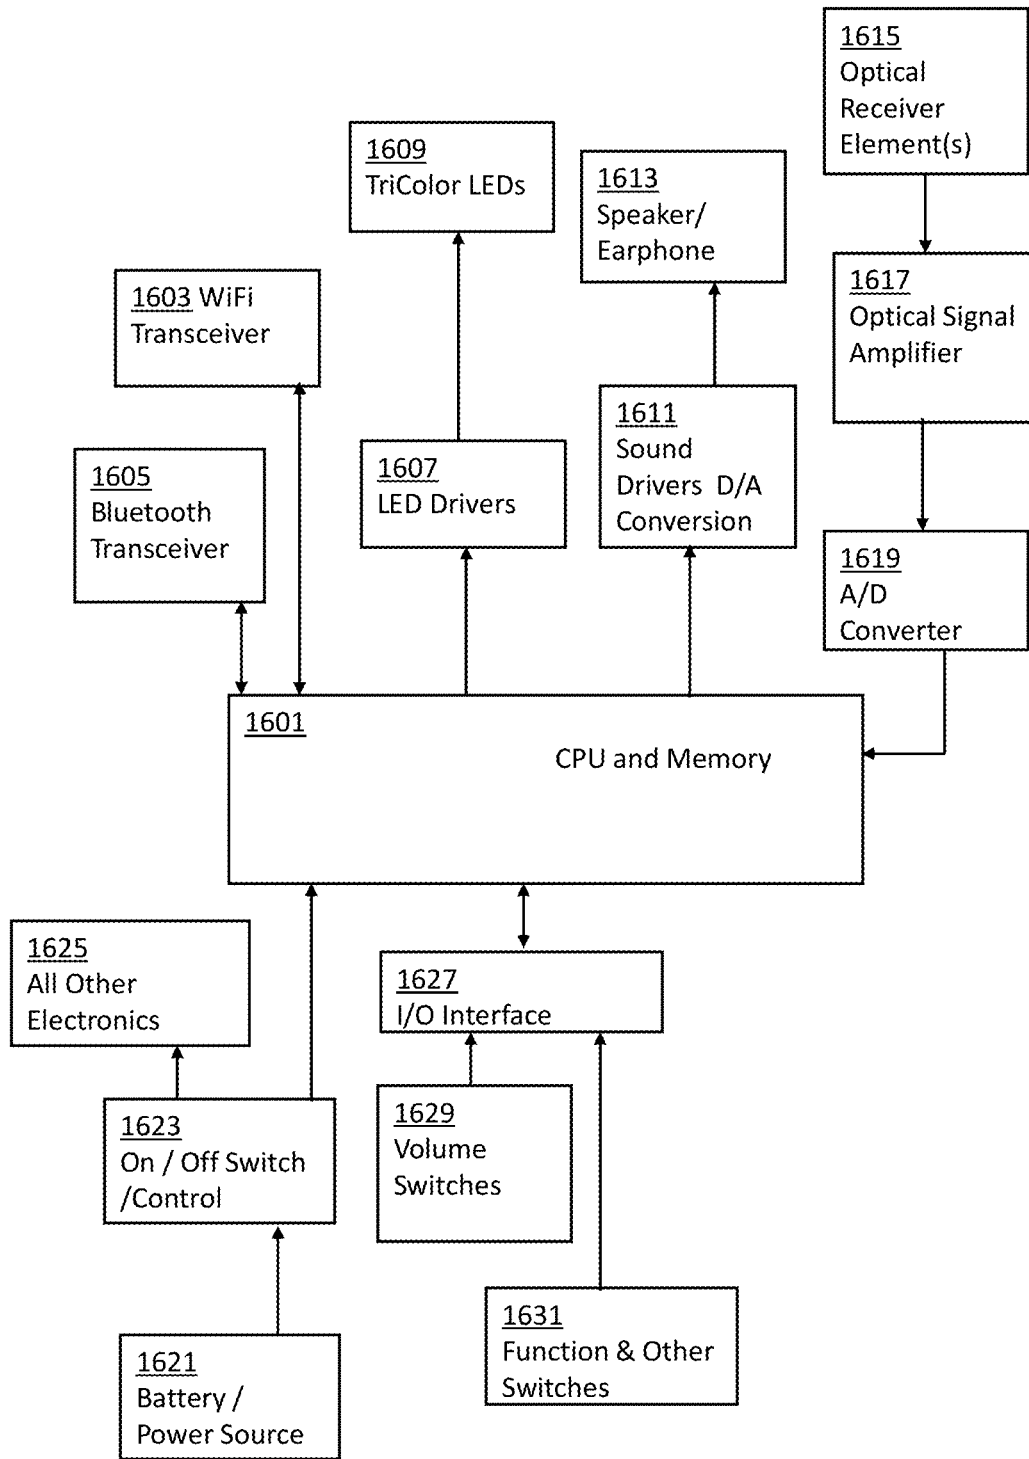 1615
Optical
Receiver
Element(s)
1609
TriColor LEDs
1613
Speaker/
Earphone
1603 WiFi
Transceiver
1617
Optical Signal
Amplifier
1605
Bluetooth
Transceiver
1607
LED Drivers
1611
Sound
Drivers D/A
Conversion
1619
A/D
Converter
1601
CPU and Memory
1625
All Other
Electronics
1627
I/O Interface
1623
On / Off Switch
/Control
1629
Volume
Switches
1621
Battery /
Power Source
1631
Function & Other
Switches